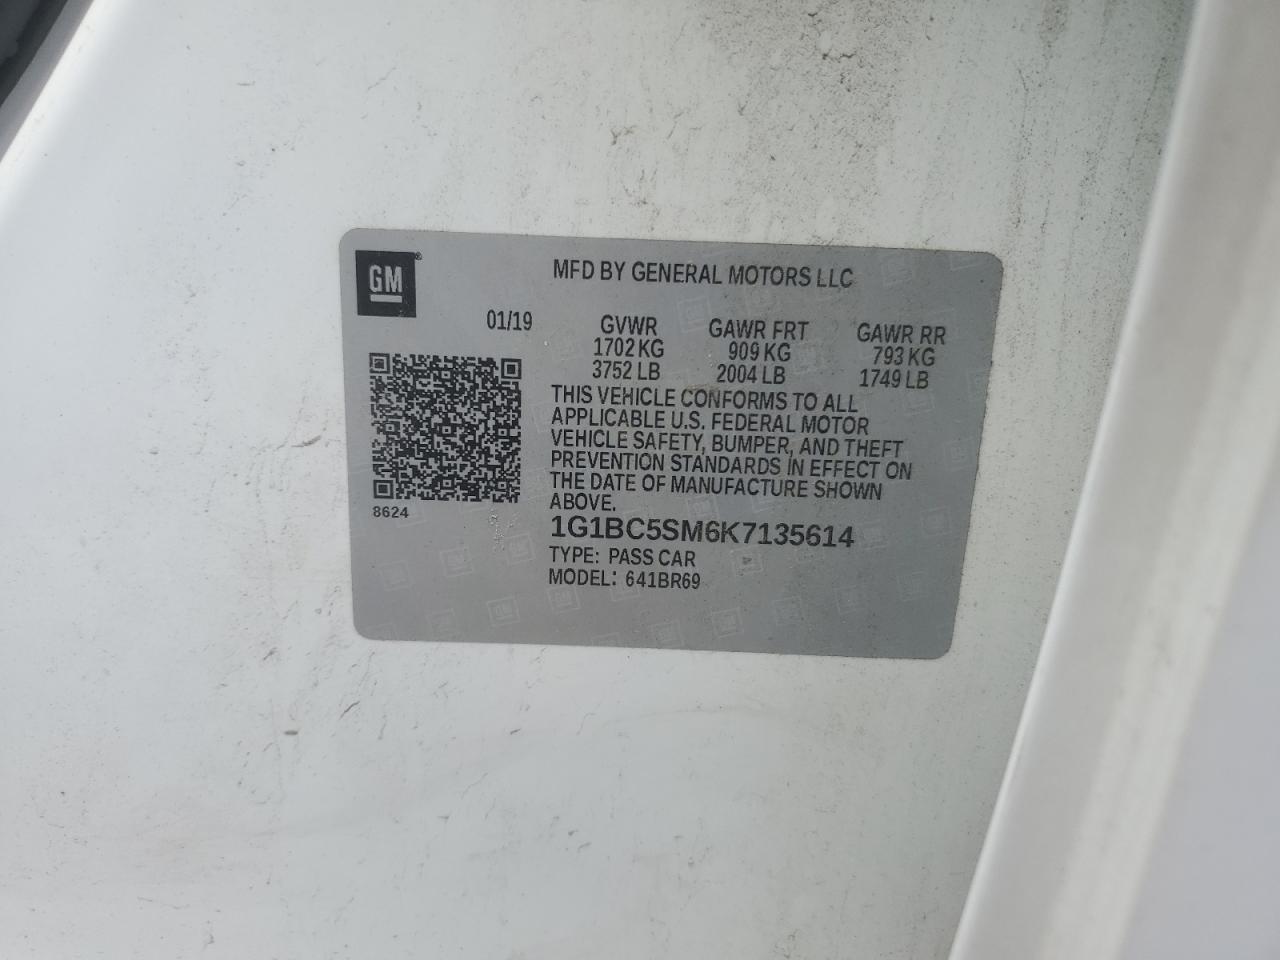 GM
MFD BY GENERAL MOTORS LLC
01/19
GVWR GAWR FRT GAWR RR
1702 KG 909 KG 793 KG
3752 LB 2004 LB 1749 LB
THIS VEHICLE CONFORMS TO ALL
APPLICABLE U.S. FEDERAL MOTOR
VEHICLE SAFETY, BUMPER, AND THEFT
PREVENTION STANDARDS IN EFFECT ON
THE DATE OF MANUFACTURE SHOWN
ABOVE.
8624
1G1BC5SM6K7135614
TYPE: PASS CAR
MODEL: 641BR69